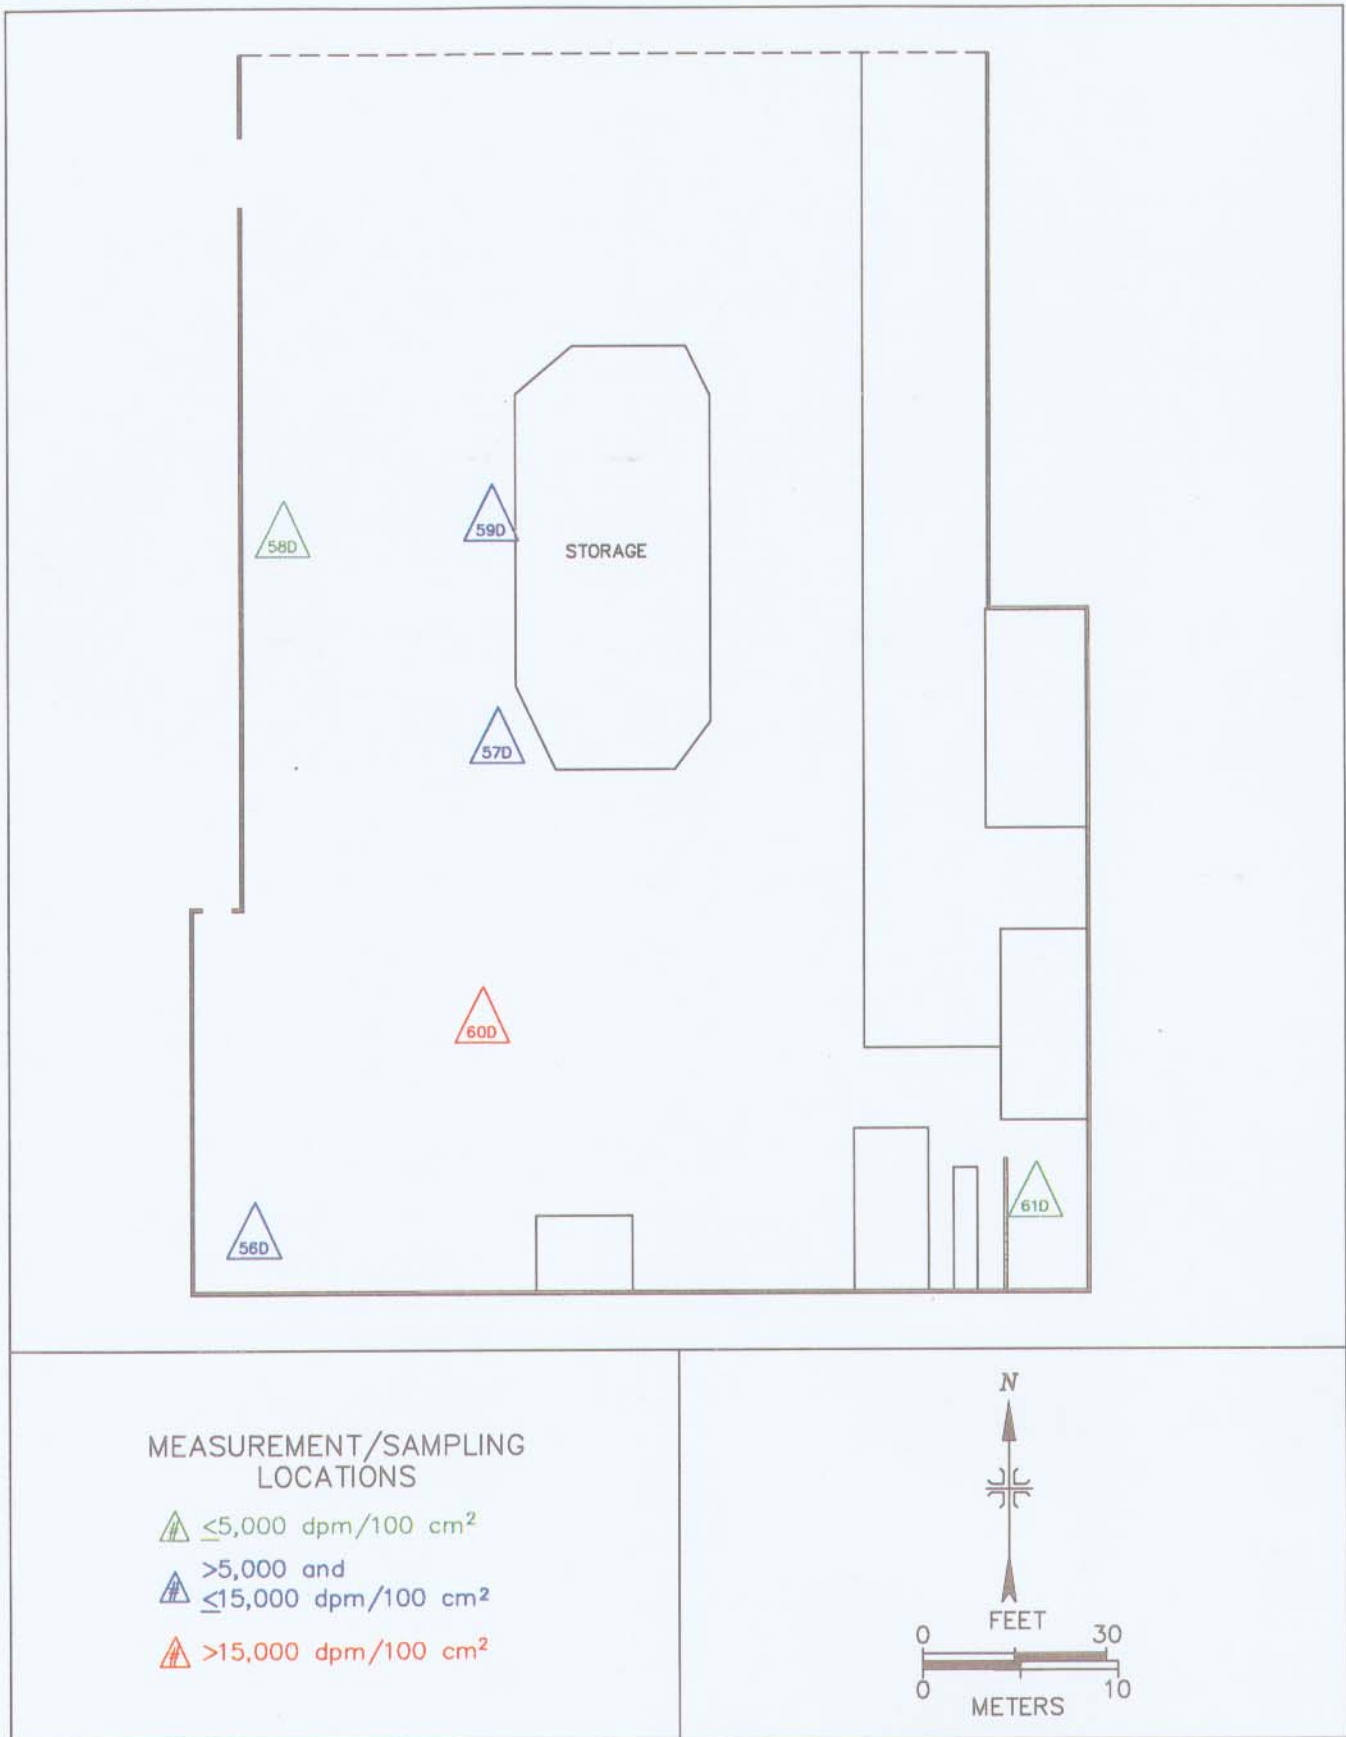 59D
58D
STORAGE
57D
60D
61D
56D
MEASUREMENT/SAMPLING
LOCATIONS
# ≤5,000 dpm/100 cm²
# >5,000 and
≤15,000 dpm/100 cm²
# >15,000 dpm/100 cm²
N
FEET
0 30
0 10
METERS